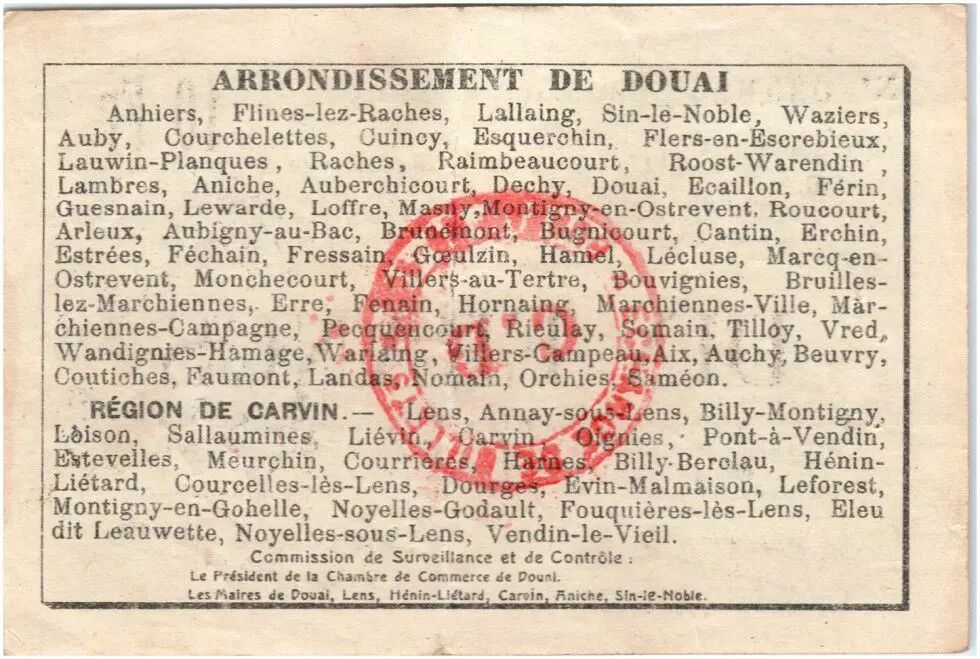 ARRONDISSEMENT DE DOUAI
Anhiers, Flines-lez-Raches, Lallaing, Sin-le-Noble, Waziers,
Auby, Courchelettes, Cuincy, Esquerchin, Flers-en-Escrebieux,
Lauwin-Planques, Raches, Raimbeaucourt, Roost-Warendin,
Lambres, Aniche, Auberchicourt, Dechy, Douai, Ecaillon, Férin,
Guesnain, Lewarde, Loffre, Masny, Montigny-en-Ostrevent, Roucourt,
Arleux, Aubigny-au-Bac, Brunémont, Bugnicourt, Cantin, Erchin,
Estrées, Féchain, Fressain, Gœulzin, Hamel, Lécluse, Marcq-en-
Ostrevent, Monchecourt, Villers-au-Tertre, Bouvignies, Bruilles-
lez-Marchiennes, Erre, Fenain, Hornaing, Marchiennes-Ville, Mar-
chiennes-Campagne, Pecquencourt, Rieulay, Somain, Tilloy, Vred,
Wandignies-Hamage, Warlaing, Villers-Campeau, Aix, Auchy, Beuvry,
Coutiches, Faumont, Landas, Nomain, Orchies, Saméon.
RÉGION DE CARVIN. — Lens, Annay-sous-Lens, Billy-Montigny,
Loison, Sallaumines, Liévin, Carvin, Oignies, Pont-à-Vendin,
Estevelles, Meurchin, Courrières, Harnes, Billy-Berclau, Hénin-
Liétard, Courcelles-lès-Lens, Dourges, Evin-Malmaison, Leforest,
Montigny-en-Gohelle, Noyelles-Godault, Fouquières-lès-Lens, Eleu
dit Leauwette, Noyelles-sous-Lens, Vendin-le-Vieil.
Commission de Surveillance et de Contrôle :
Le Président de la Chambre de Commerce de Douai.
Les Maires de Douai, Lens, Hénin-Liétard, Carvin, Aniche, Sin-le-Noble.